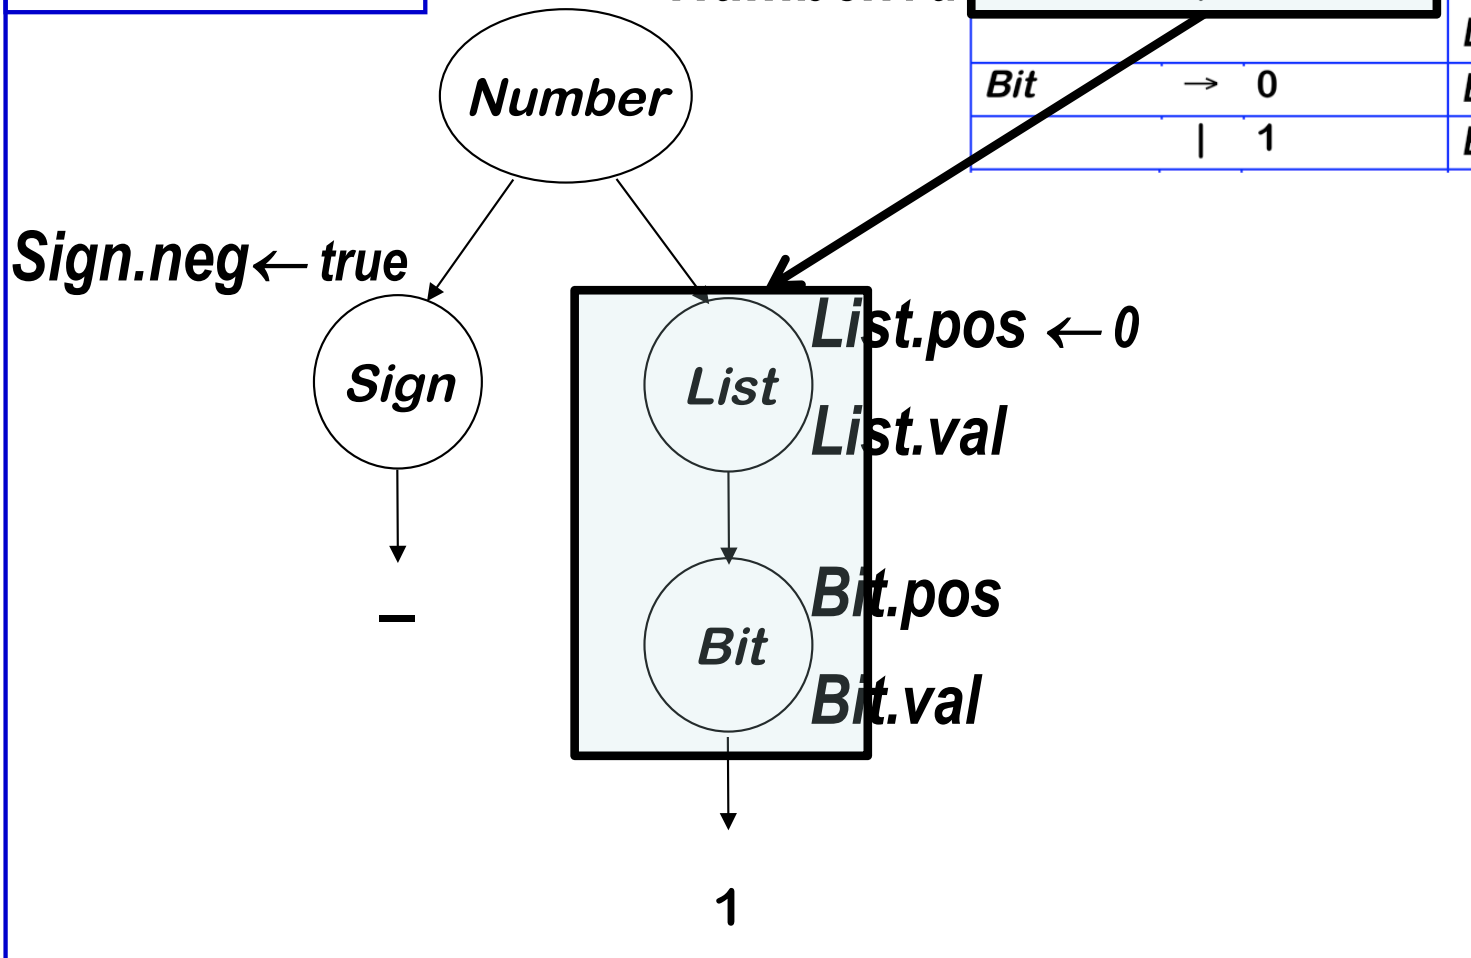 Number
Bit → 0
| 1
Sign.neg ← true
List.pos ← 0
Sign
List
List.val
Bit.pos
–
Bit
Bit.val
1